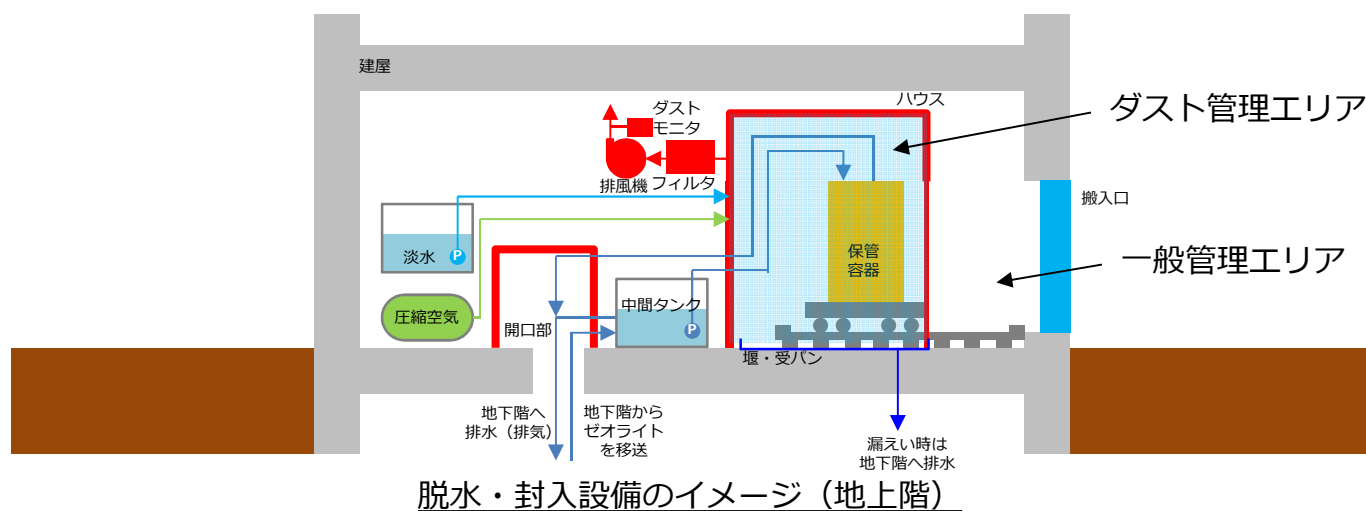 建屋
ハウス
ダスト管理エリア
ダスト
モニタ
排風機
フィルタ
搬入口
淡水
P
保管
容器
一般管理エリア
圧縮空気
開口部
中間タンク
P
堰・受パン
地下階へ
排水（排気）
地下階から
ゼオライト
を移送
漏えい時は
地下階へ排水
脱水・封入設備のイメージ（地上階）